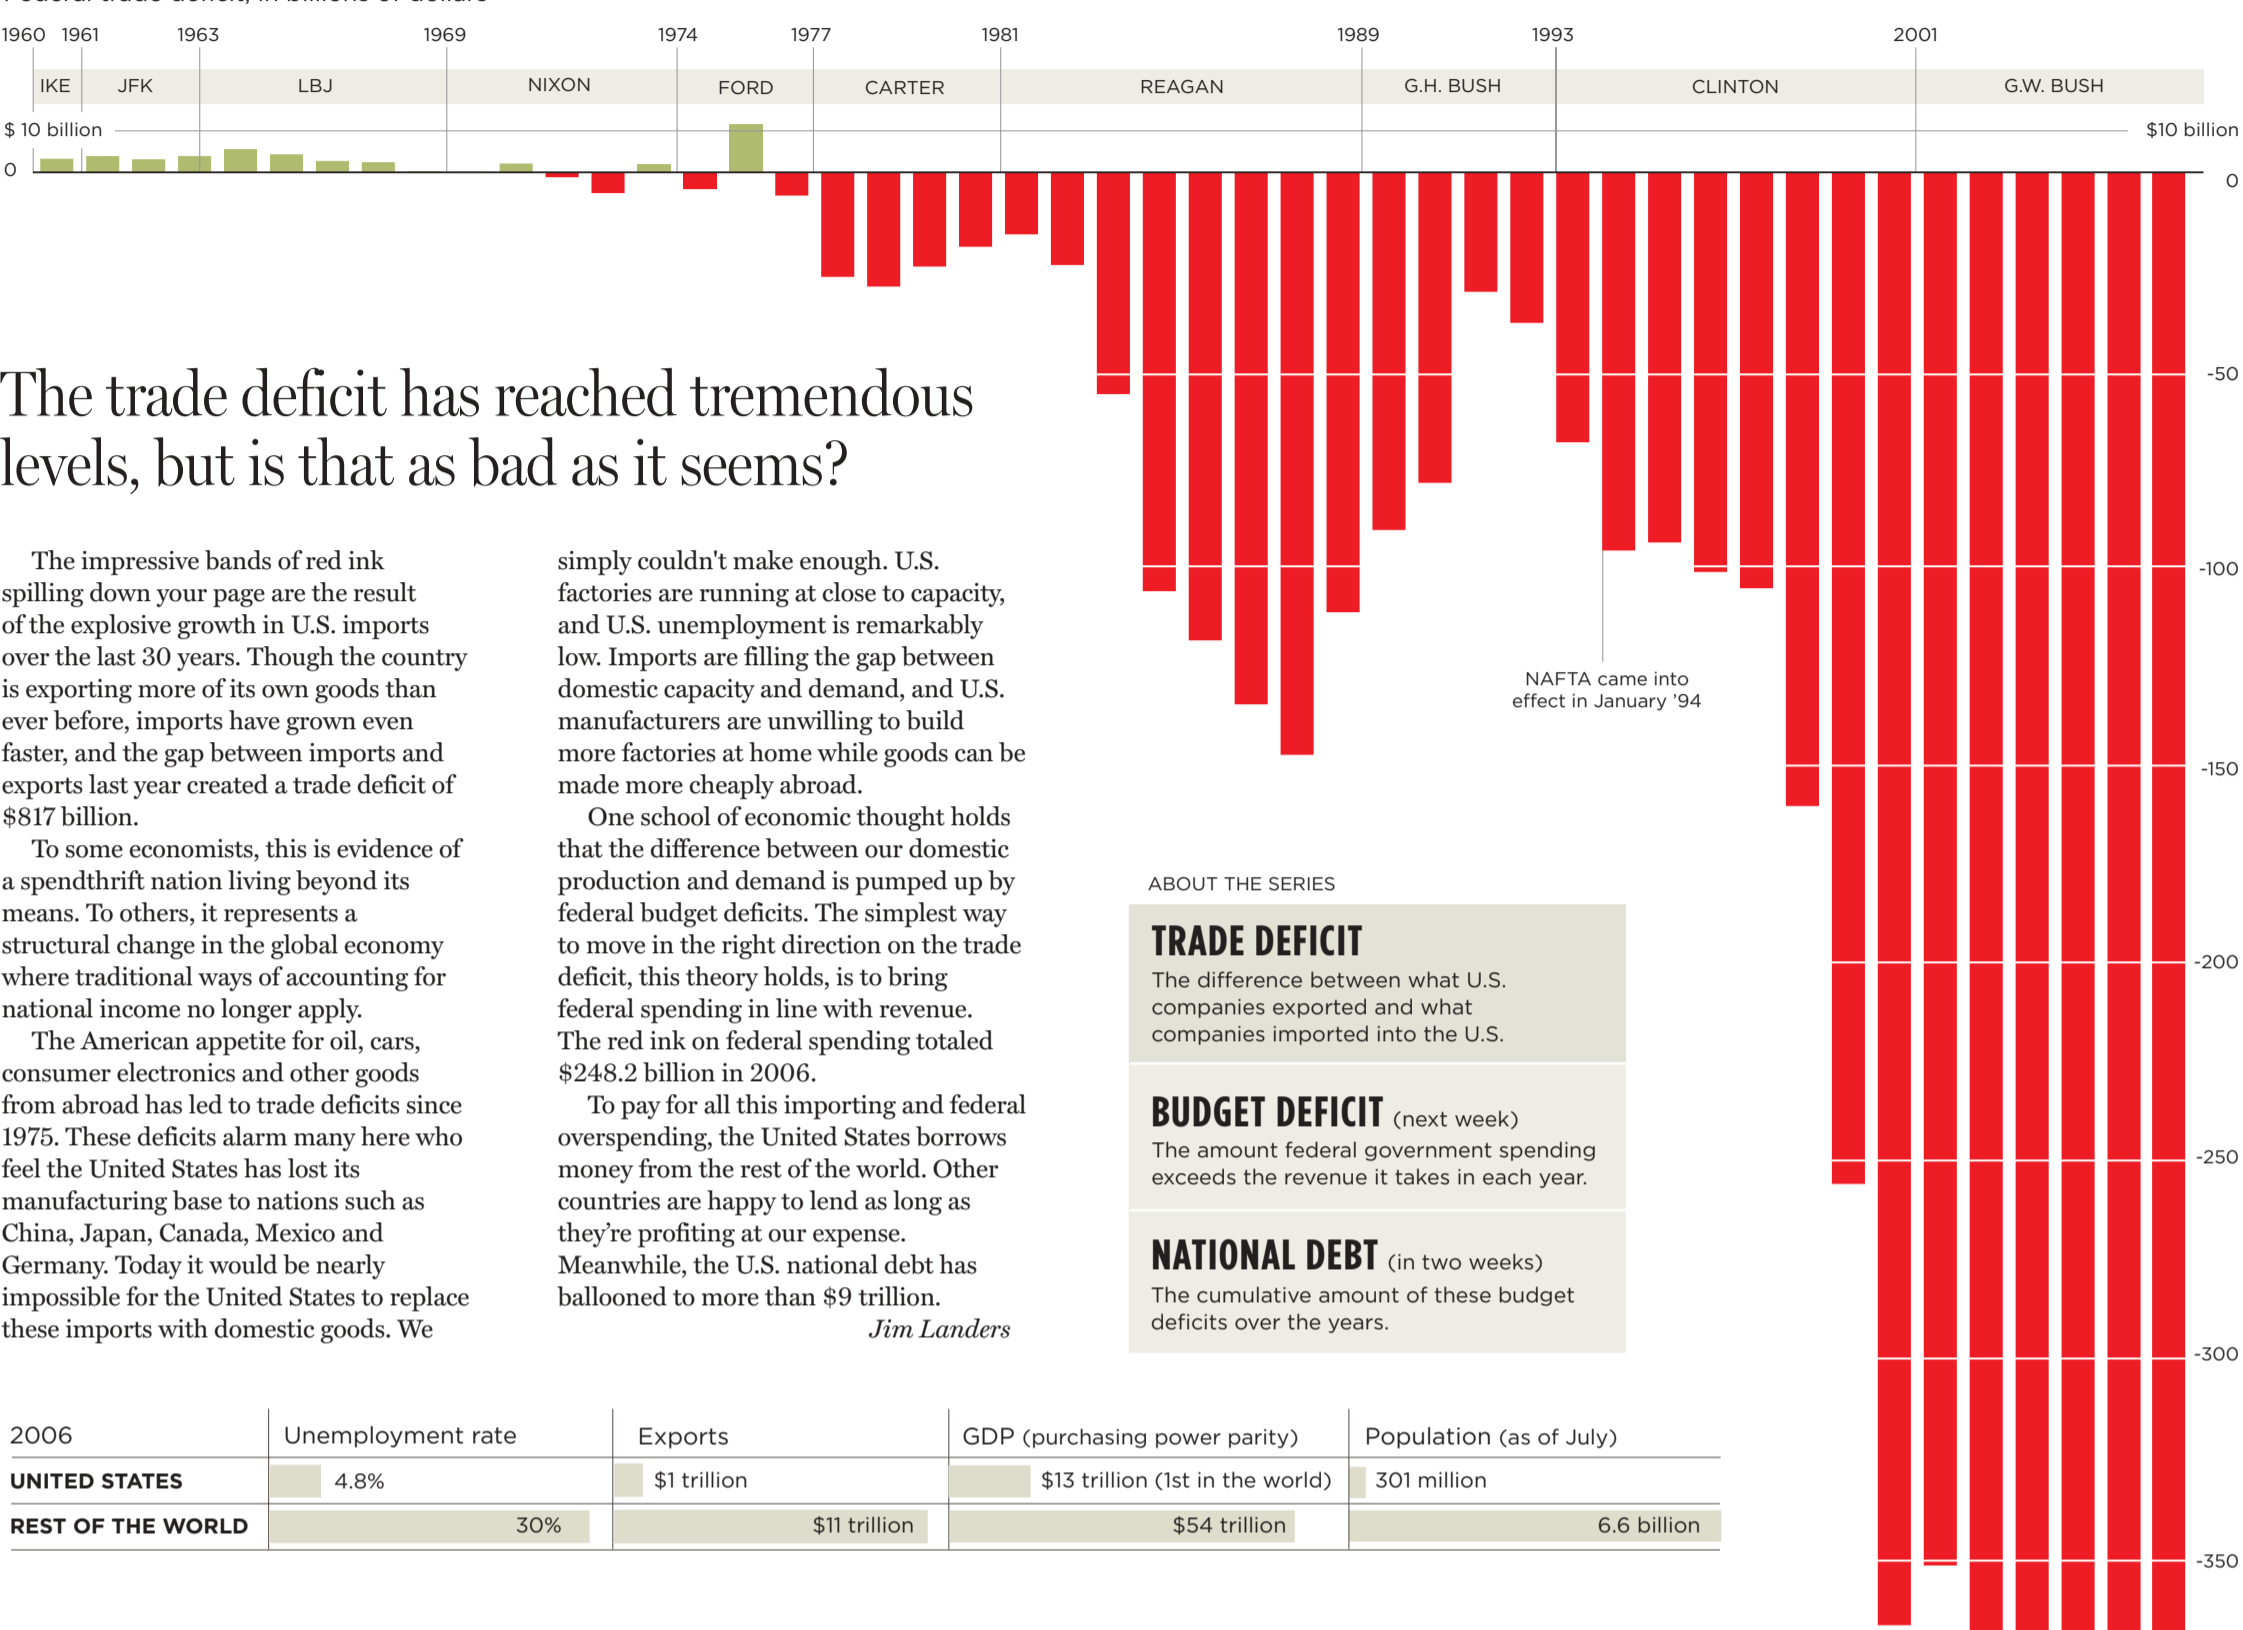 Federal trade deficit, in billions of dollars
1960 1961 1963 1969 1974 1977 1981 1989 1993 2001
IKE JFK LBJ NIXON FORD CARTER REAGAN G.H. BUSH CLINTON G.W. BUSH
$ 10 billion $10 billion
0 0
-50
-100
-150
-200
-250
-300
-350
The trade deficit has reached tremendous
levels, but is that as bad as it seems?
The impressive bands of red ink
spilling down your page are the result
of the explosive growth in U.S. imports
over the last 30 years. Though the country
is exporting more of its own goods than
ever before, imports have grown even
faster, and the gap between imports and
exports last year created a trade deficit of
$817 billion.
To some economists, this is evidence of
a spendthrift nation living beyond its
means. To others, it represents a
structural change in the global economy
where traditional ways of accounting for
national income no longer apply.
The American appetite for oil, cars,
consumer electronics and other goods
from abroad has led to trade deficits since
1975. These deficits alarm many here who
feel the United States has lost its
manufacturing base to nations such as
China, Japan, Canada, Mexico and
Germany. Today it would be nearly
impossible for the United States to replace
these imports with domestic goods. We
simply couldn't make enough. U.S.
factories are running at close to capacity,
and U.S. unemployment is remarkably
low. Imports are filling the gap between
domestic capacity and demand, and U.S.
manufacturers are unwilling to build
more factories at home while goods can be
made more cheaply abroad.
One school of economic thought holds
that the difference between our domestic
production and demand is pumped up by
federal budget deficits. The simplest way
to move in the right direction on the trade
deficit, this theory holds, is to bring
federal spending in line with revenue.
The red ink on federal spending totaled
$248.2 billion in 2006.
To pay for all this importing and federal
overspending, the United States borrows
money from the rest of the world. Other
countries are happy to lend as long as
they’re profiting at our expense.
Meanwhile, the U.S. national debt has
ballooned to more than $9 trillion.
Jim Landers
NAFTA came into
effect in January ’94
ABOUT THE SERIES
TRADE DEFICIT
The difference between what U.S.
companies exported and what
companies imported into the U.S.
BUDGET DEFICIT (next week)
The amount federal government spending
exceeds the revenue it takes in each year.
NATIONAL DEBT (in two weeks)
The cumulative amount of these budget
deficits over the years.
2006 Unemployment rate Exports GDP (purchasing power parity) Population (as of July)
UNITED STATES 4.8% $1 trillion $13 trillion (1st in the world) 301 million
REST OF THE WORLD 30% $11 trillion $54 trillion 6.6 billion